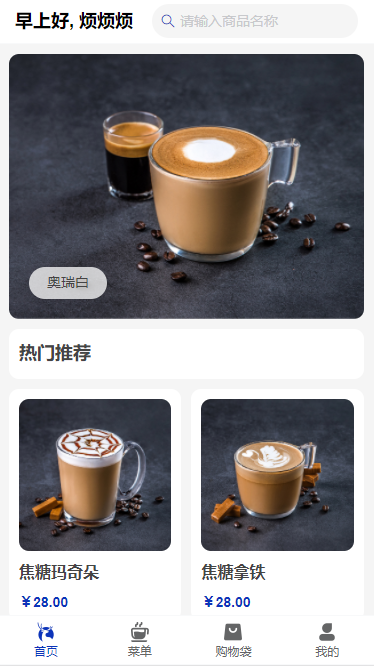 早上好, 烦烦烦
请输入商品名称
奥瑞白
热门推荐
焦糖玛奇朵
焦糖拿铁
￥28.00
￥28.00
首页
菜单
购物袋
我的